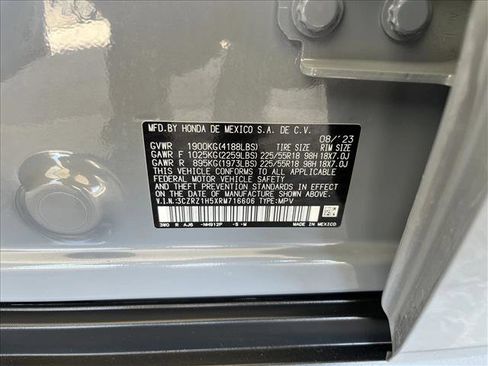 MFD.BY HONDA DE MEXICO S.A. DE C.V. 08/'23
GVWR 1900KG(4188LBS) TIRE SIZE RIM SIZE
GAWR F 1025KG(2259LBS) 225/55R18 98H 18X7.0J
GAWR R 895KG(1973LBS) 225/55R18 98H 18X7.0J
THIS VEHICLE CONFORMS TO ALL APPLICABLE
FEDERAL MOTOR VEHICLE SAFETY STANDARDS
IN EFFECT ON THE DATE OF
MANUFACTURE SHOWN ABOVE.
V.I.N:3CZRZ1H5XRM716606 TYPE:MPV
3W0 R AJ6 -NH912P -S -M MADE IN MEXICO